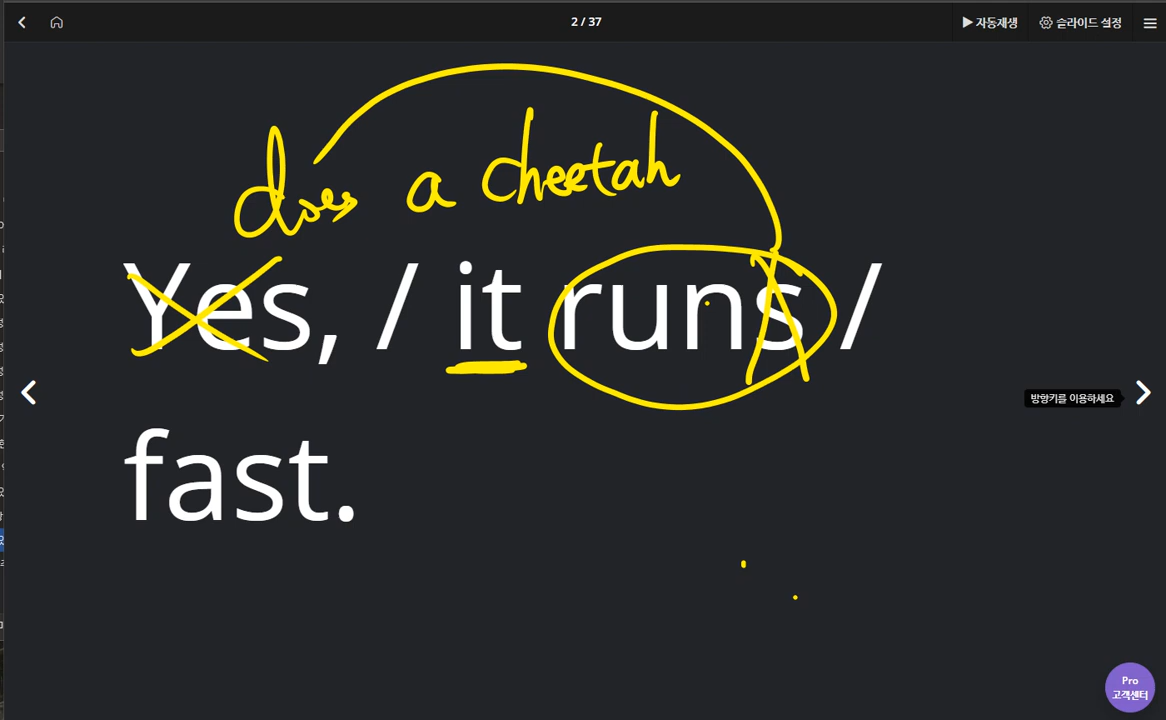 2 / 37
▶ 자동재생
슬라이드 설정
does a cheetah
Yes, / it runs /
fast.
방향키를 이용하세요
Pro
고객센터